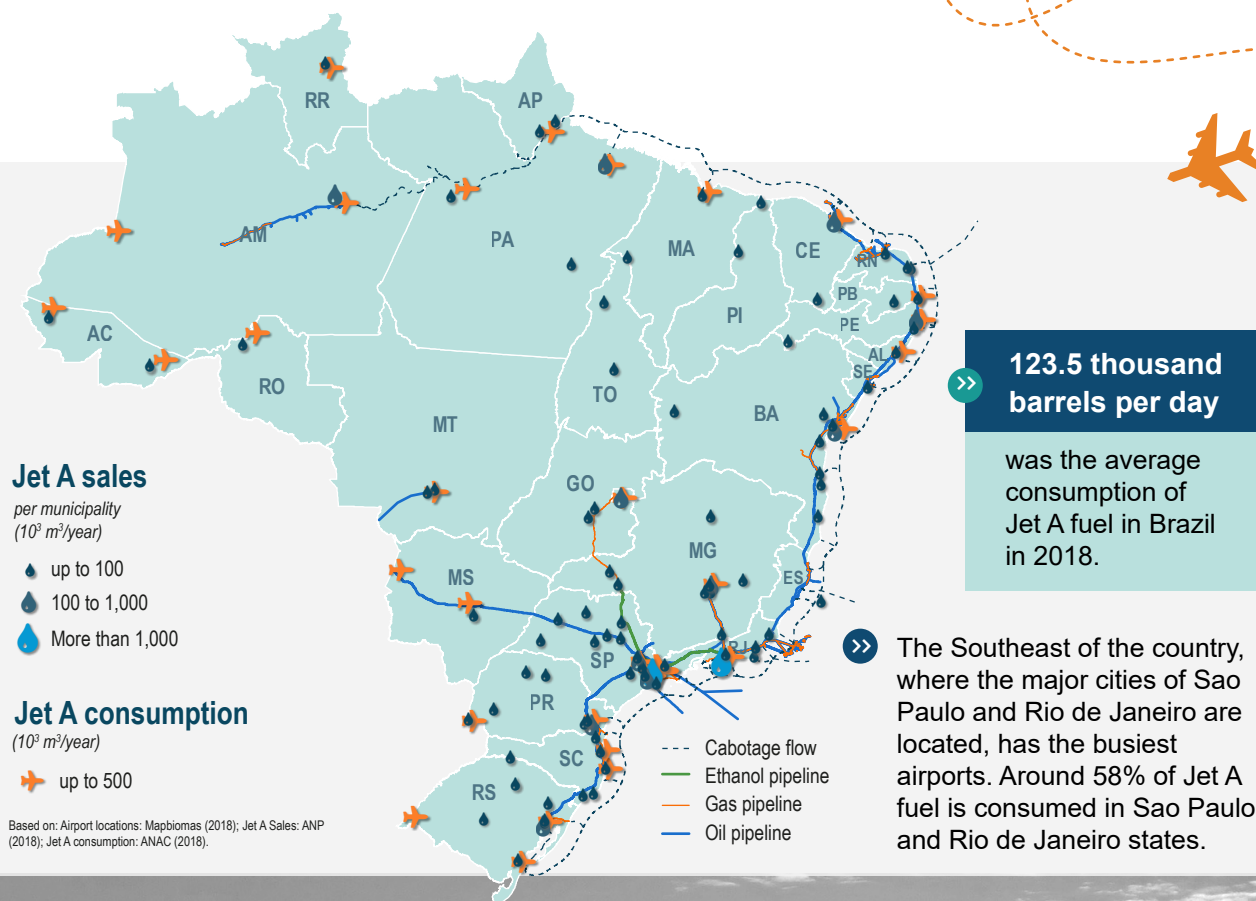 RR
AP
AM
PA
MA
CE
RN
PB
PE
PI
AL
SE
AC
RO
TO
BA
MT
GO
MG
ES
MS
SP
RJ
PR
SC
RS
Jet A sales
per municipality
(10³ m³/year)
up to 100
100 to 1,000
More than 1,000
Jet A consumption
(10³ m³/year)
up to 500
Based on: Airport locations: Mapbiomas (2018); Jet A Sales: ANP
(2018); Jet A consumption: ANAC (2018).
Cabotage flow
Ethanol pipeline
Gas pipeline
Oil pipeline
123.5 thousand
barrels per day
was the average
consumption of
Jet A fuel in Brazil
in 2018.
The Southeast of the country,
where the major cities of Sao
Paulo and Rio de Janeiro are
located, has the busiest
airports. Around 58% of Jet A
fuel is consumed in Sao Paulo
and Rio de Janeiro states.